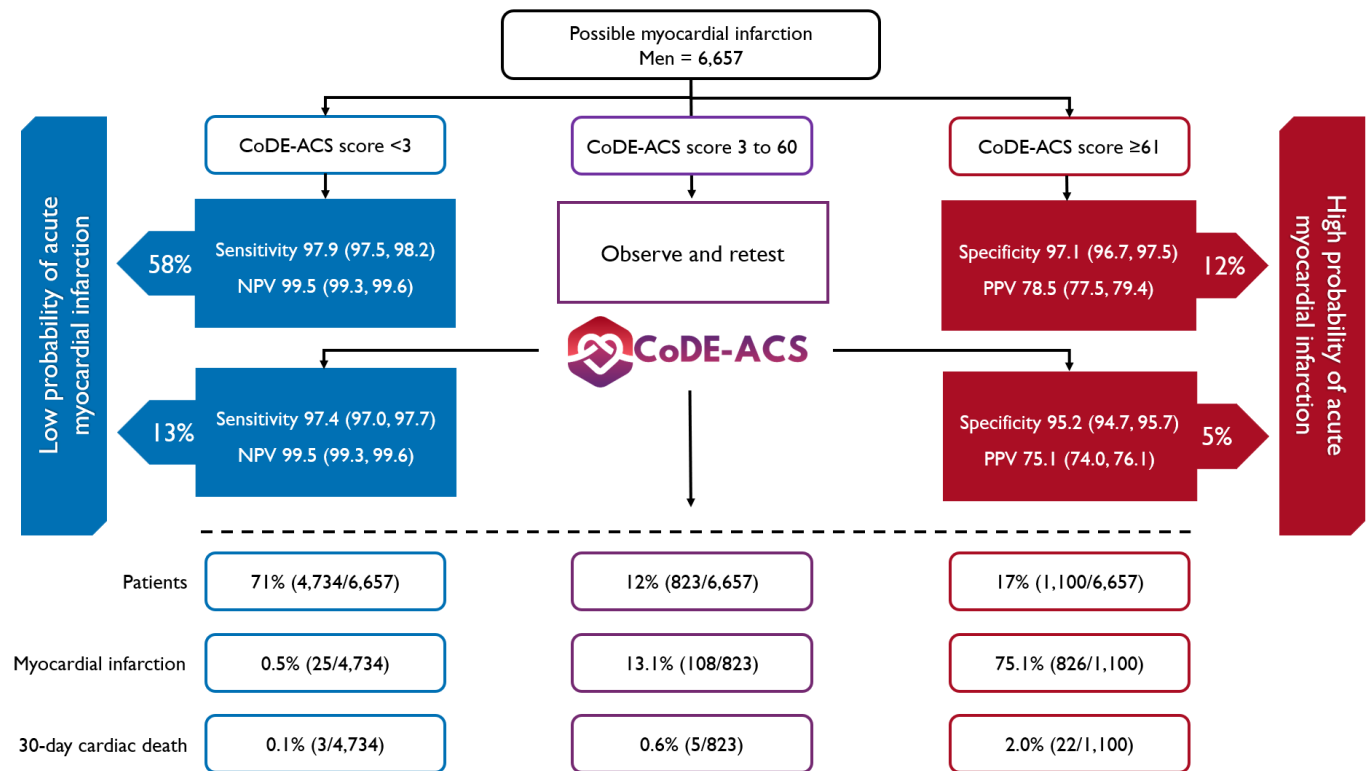 Possible myocardial infarction
Men = 6,657
CoDE-ACS score <3
CoDE-ACS score 3 to 60
CoDE-ACS score ≥61
Low probability of acute
myocardial infarction
58%
Sensitivity 97.9 (97.5, 98.2)
NPV 99.5 (99.3, 99.6)
Observe and retest
Specificity 97.1 (96.7, 97.5)
PPV 78.5 (77.5, 79.4)
12%
High probability of acute
myocardial infarction
CoDE-ACS
13%
Sensitivity 97.4 (97.0, 97.7)
NPV 99.5 (99.3, 99.6)
Specificity 95.2 (94.7, 95.7)
PPV 75.1 (74.0, 76.1)
5%
Patients
71% (4,734/6,657)
12% (823/6,657)
17% (1,100/6,657)
Myocardial infarction
0.5% (25/4,734)
13.1% (108/823)
75.1% (826/1,100)
30-day cardiac death
0.1% (3/4,734)
0.6% (5/823)
2.0% (22/1,100)